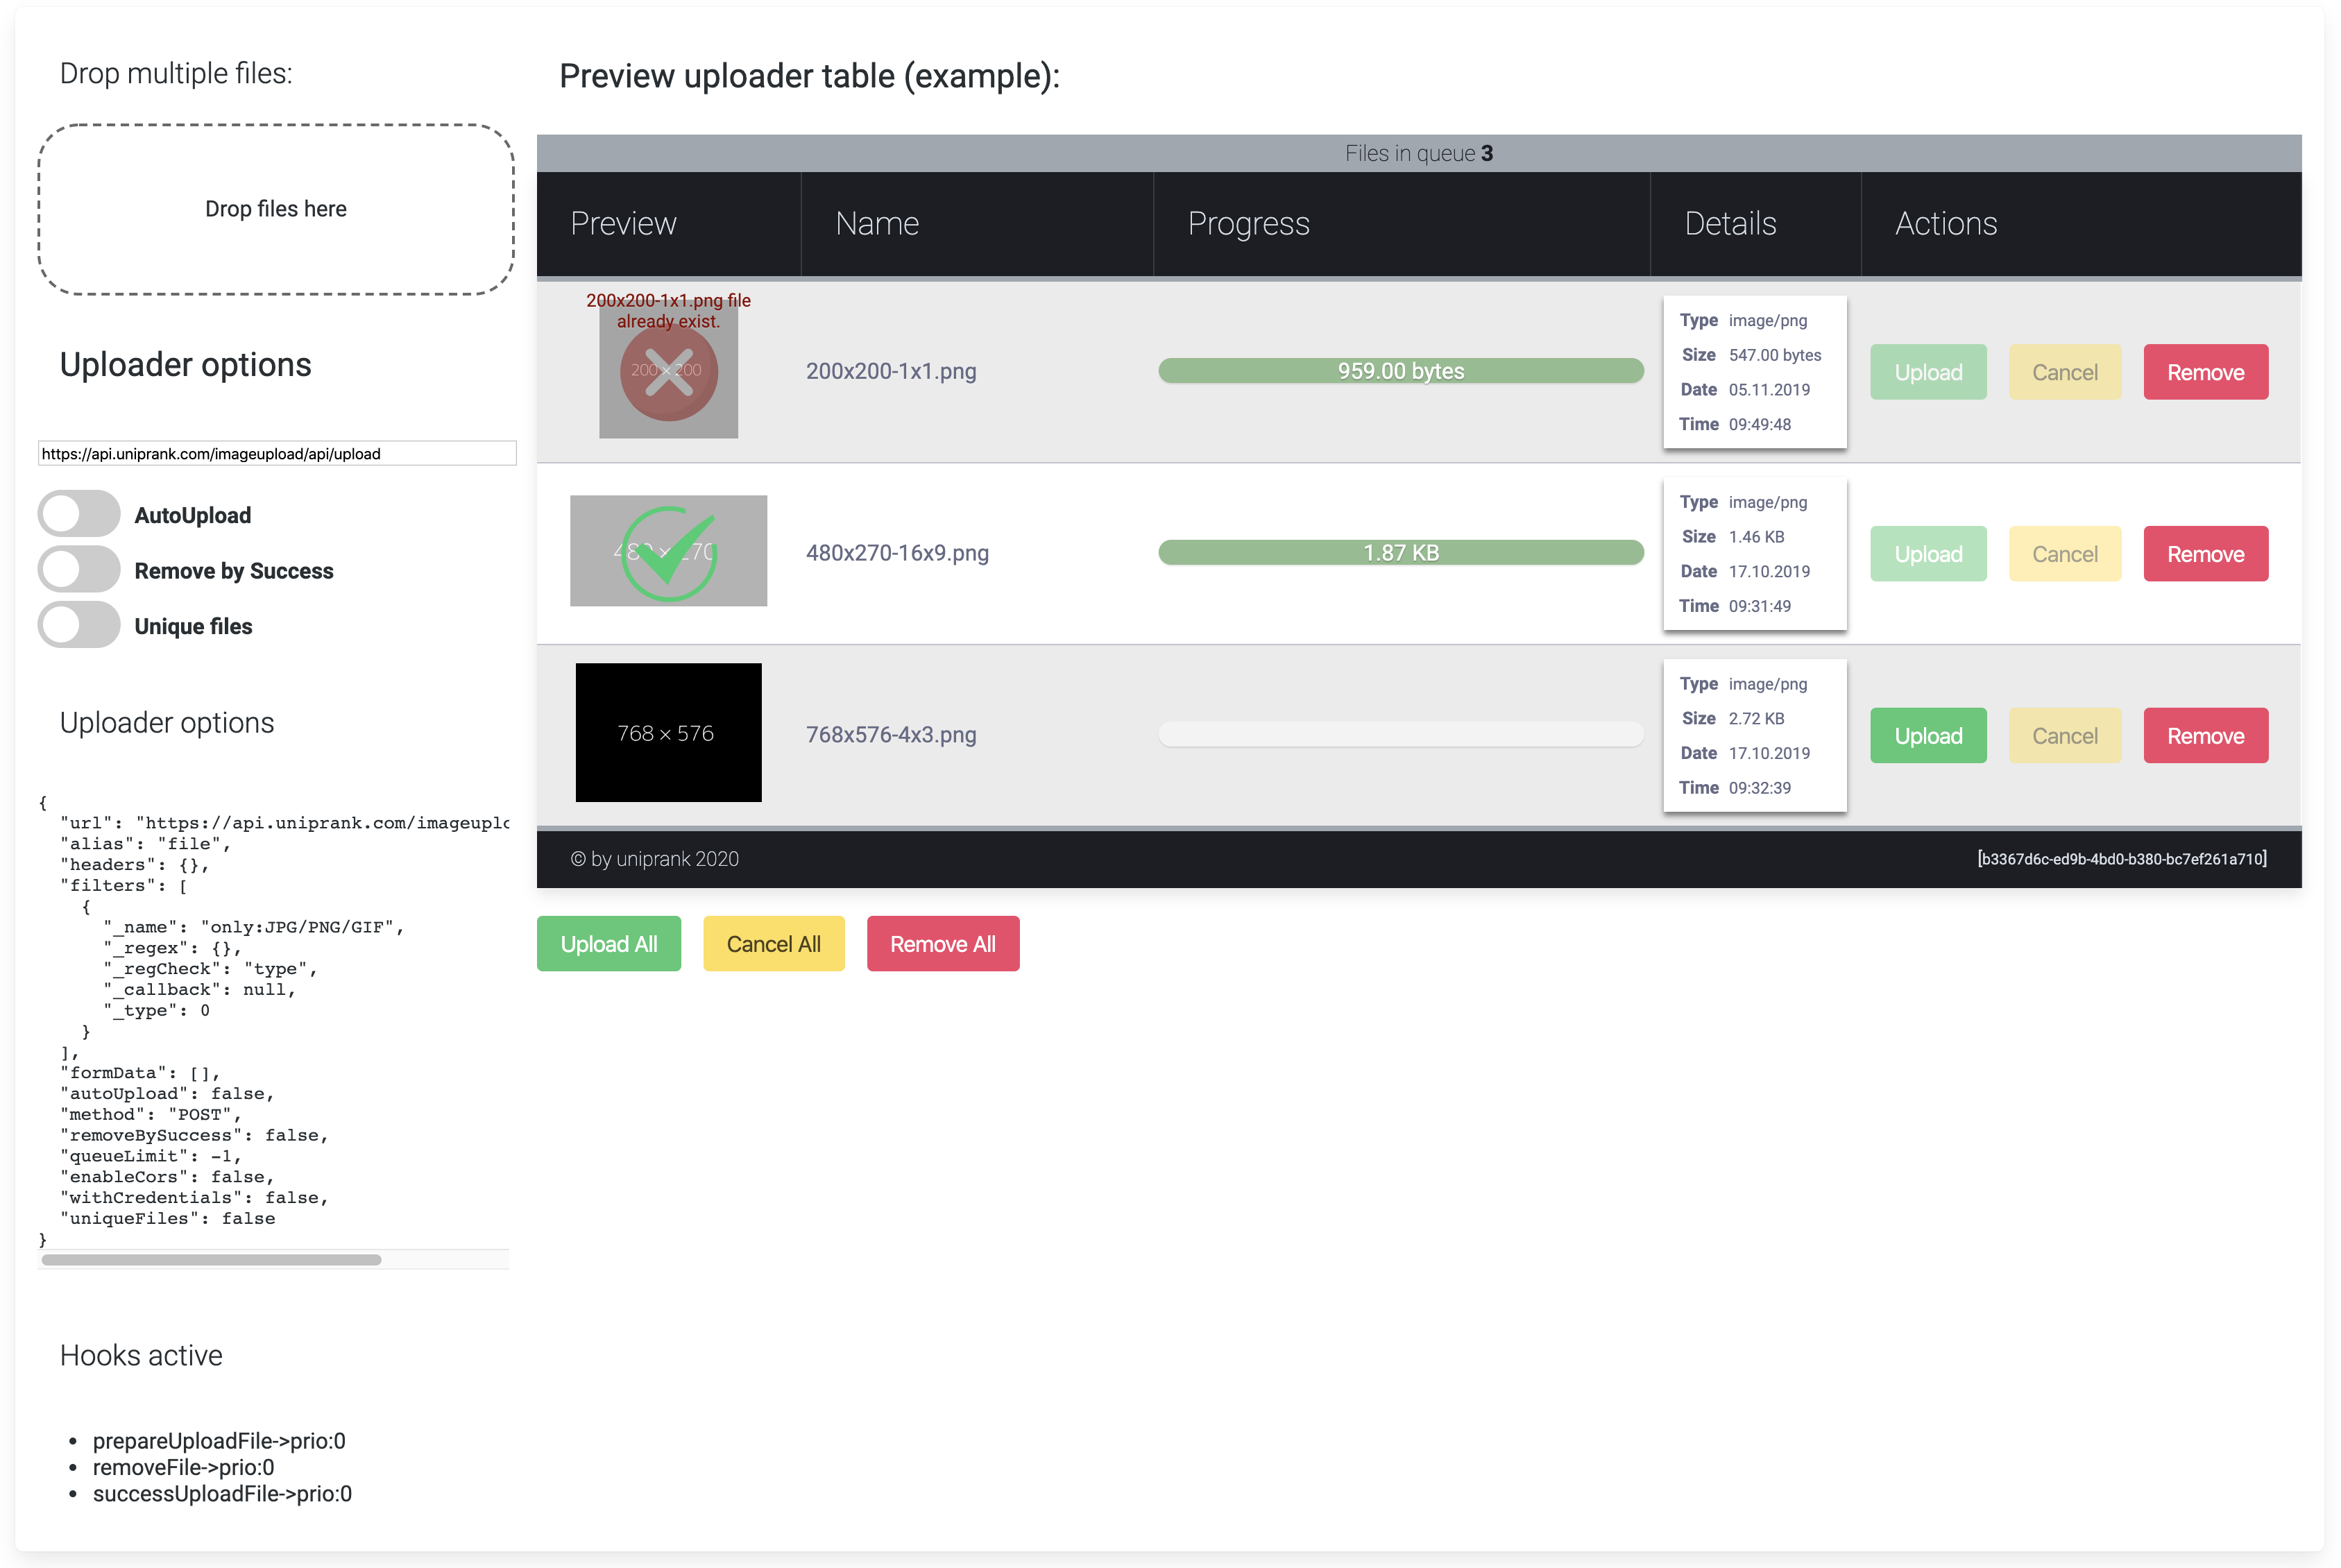 Drop multiple files:
Drop files here
Uploader options
https://api.uniprank.com/imageupload/api/upload
AutoUpload
Remove by Success
Unique files
Uploader options
{
"url": "https://api.uniprank.com/imageuplo
"alias": "file",
"headers": {},
"filters": [
{
"_name": "only:JPG/PNG/GIF",
"_regex": {},
"_regCheck": "type",
"_callback": null,
"_type": 0
}
],
"formData": [],
"autoUpload": false,
"method": "POST",
"removeBySuccess": false,
"queueLimit": -1,
"enableCors": false,
"withCredentials": false,
"uniqueFiles": false
}
Hooks active
• prepareUploadFile->prio:0
• removeFile->prio:0
• successUploadFile->prio:0
Preview uploader table (example):
Files in queue 3
Preview Name Progress Details Actions
200x200-1x1.png file
already exist.
200 × 200
200x200-1x1.png
959.00 bytes
Type image/png
Size 547.00 bytes
Date 05.11.2019
Time 09:49:48
Upload Cancel Remove
480 × 270
480x270-16x9.png
1.87 KB
Type image/png
Size 1.46 KB
Date 17.10.2019
Time 09:31:49
Upload Cancel Remove
768 × 576
768x576-4x3.png
Type image/png
Size 2.72 KB
Date 17.10.2019
Time 09:32:39
Upload Cancel Remove
© by uniprank 2020 [b3367d6c-ed9b-4bd0-b380-bc7ef261a710]
Upload All Cancel All Remove All